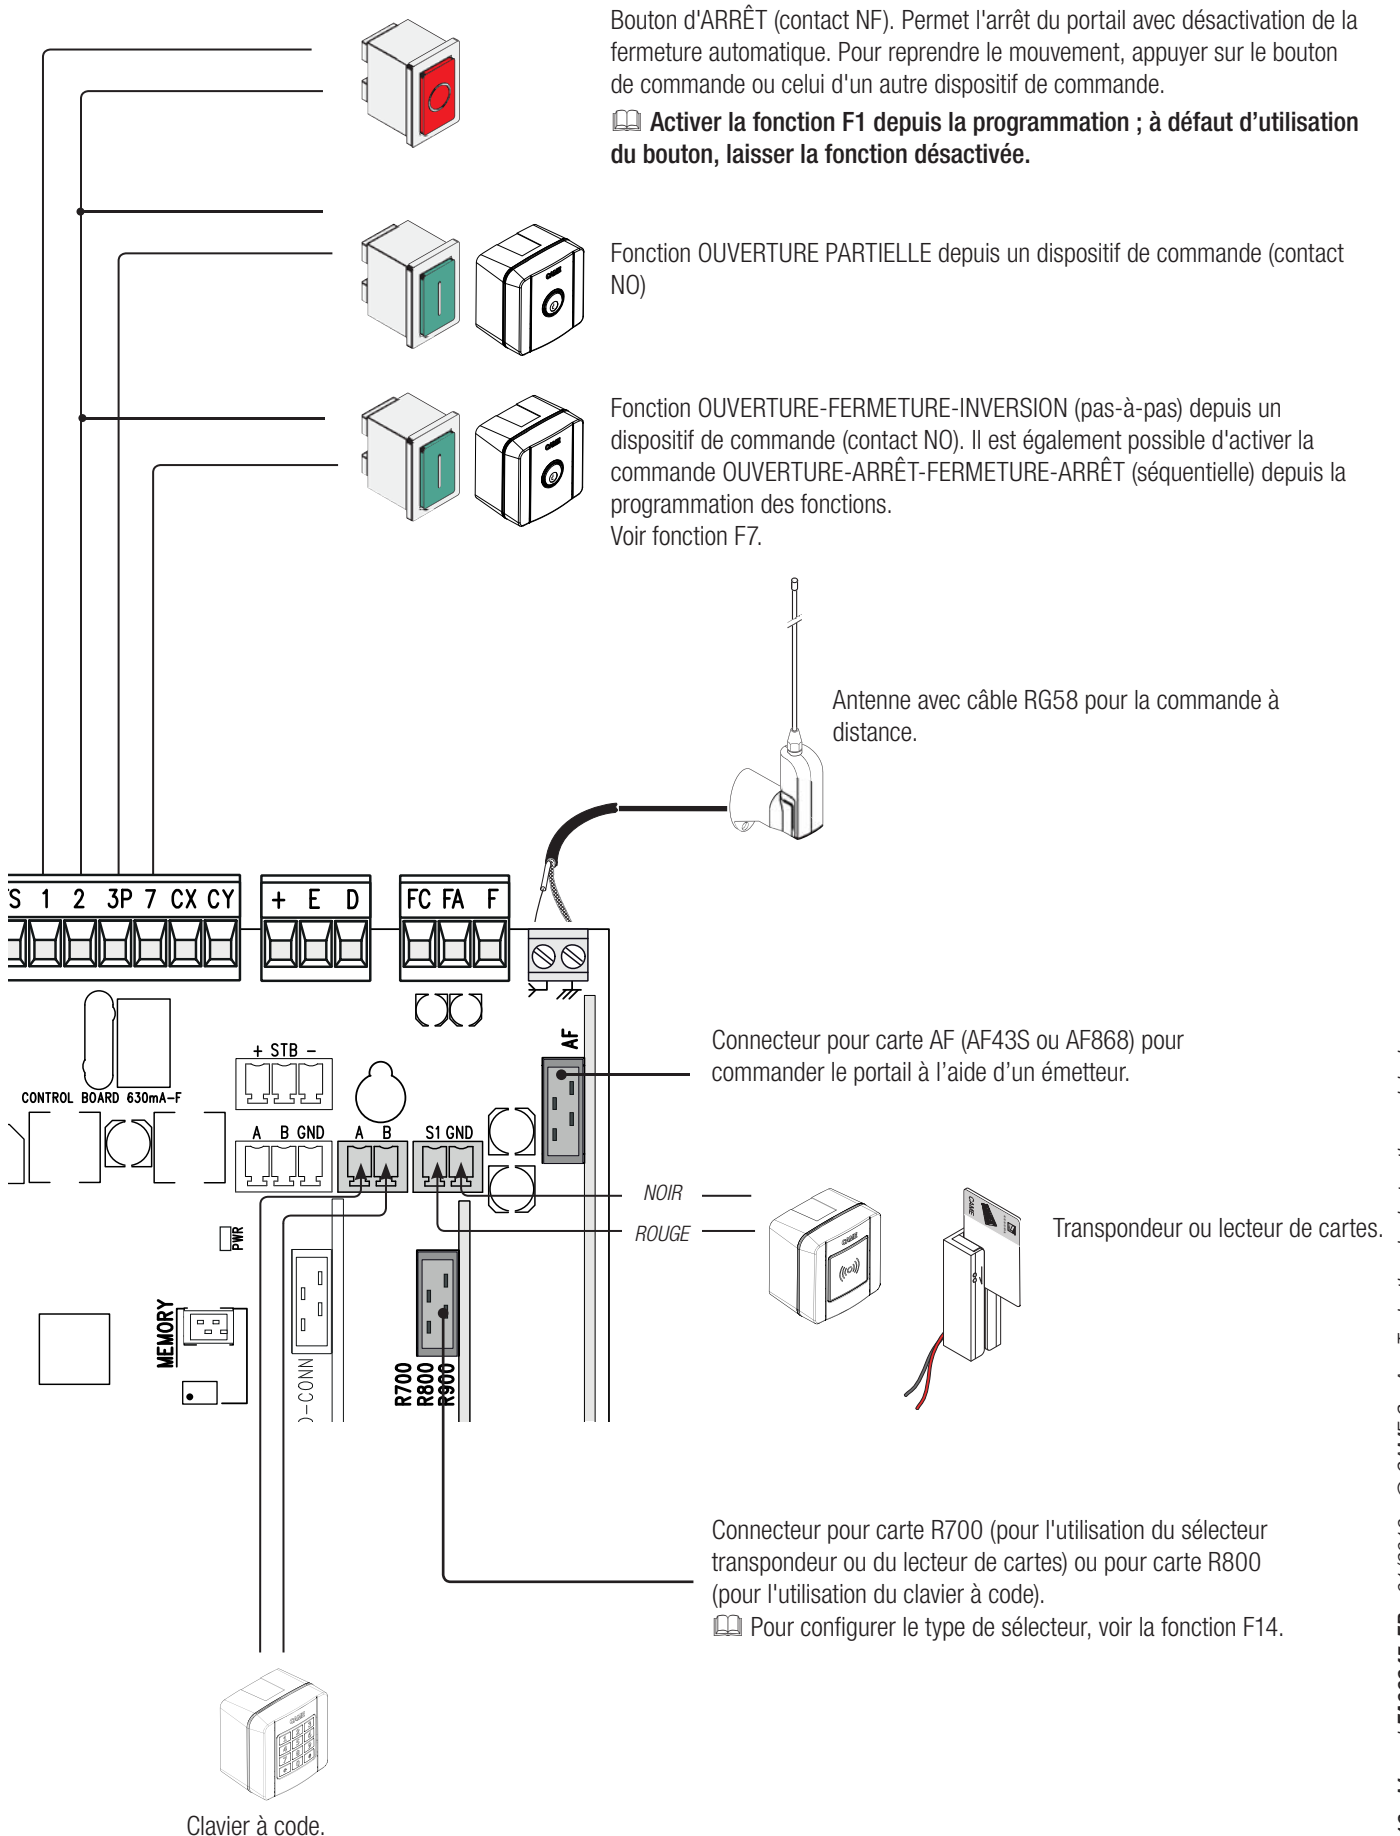 Bouton d'ARRÊT (contact NF). Permet l'arrêt du portail avec désactivation de la
fermeture automatique. Pour reprendre le mouvement, appuyer sur le bouton
de commande ou celui d'un autre dispositif de commande.
Activer la fonction F1 depuis la programmation ; à défaut d’utilisation
du bouton, laisser la fonction désactivée.
Fonction OUVERTURE PARTIELLE depuis un dispositif de commande (contact
NO)
Fonction OUVERTURE-FERMETURE-INVERSION (pas-à-pas) depuis un
dispositif de commande (contact NO). Il est également possible d'activer la
commande OUVERTURE-ARRÊT-FERMETURE-ARRÊT (séquentielle) depuis la
programmation des fonctions.
Voir fonction F7.
Antenne avec câble RG58 pour la commande à
distance.
S 1 2 3P 7 CX CY
+ E D
FC FA F
AF
Connecteur pour carte AF (AF43S ou AF868) pour
commander le portail à l’aide d’un émetteur.
+ STB -
CONTROL BOARD 630mA-F
A B GND
A B
S1 GND
NOIR
ROUGE
CAME
CAME
Transpondeur ou lecteur de cartes.
PWR
MEMORY
O-CONN
R700
R800
R900
Connecteur pour carte R700 (pour l'utilisation du sélecteur
transpondeur ou du lecteur de cartes) ou pour carte R800
(pour l'utilisation du clavier à code).
Pour configurer le type de sélecteur, voir la fonction F14.
CAME
Clavier à code.